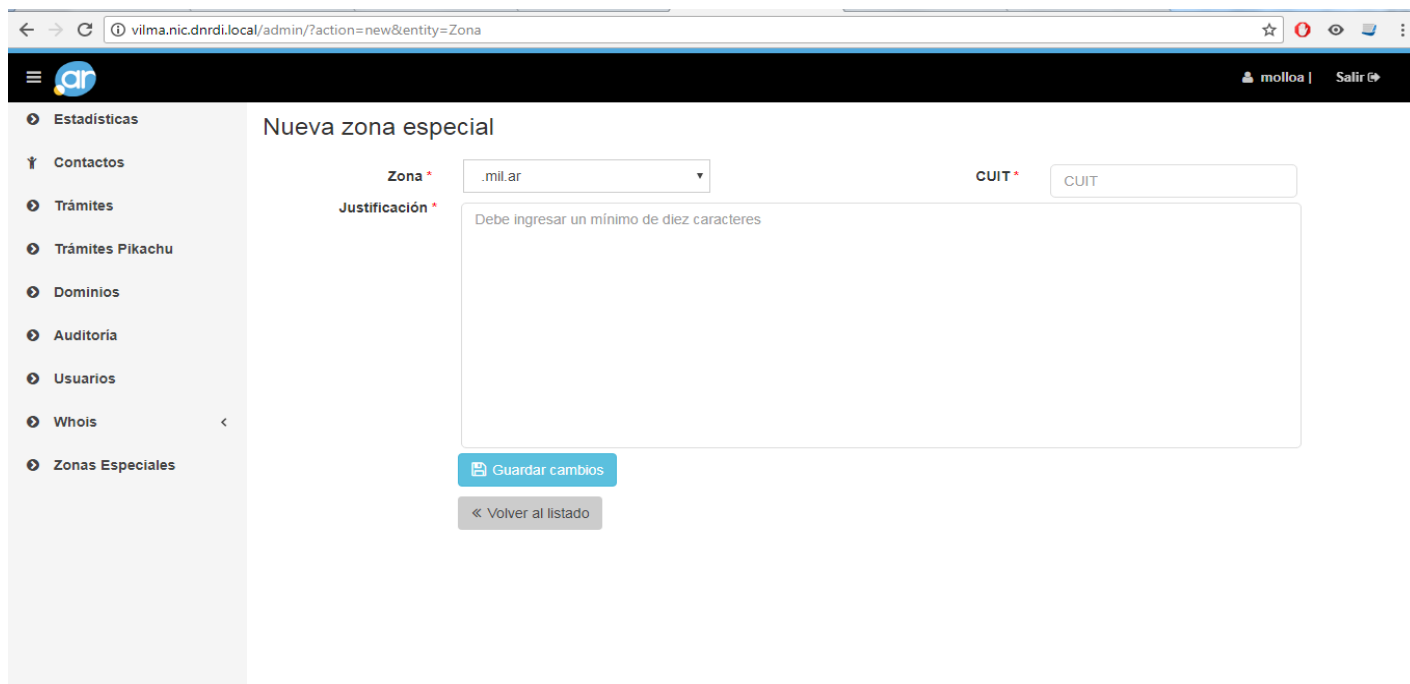 vilma.nic.dnrdi.local/admin/?action=new&entity=Zona
.ar
molloa | Salir
Estadísticas
Contactos
Trámites
Trámites Pikachu
Dominios
Auditoría
Usuarios
Whois
Zonas Especiales
Nueva zona especial
Zona * .mil.ar CUIT * CUIT
Justificación * Debe ingresar un mínimo de diez caracteres
Guardar cambios
« Volver al listado